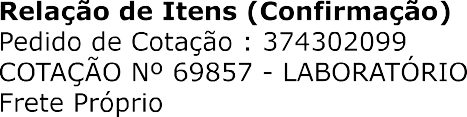 Relação de Itens (Confirmação)
Pedido de Cotação : 374302099
COTAÇÃO Nº 69857 - LABORATÓRIO
Frete Próprio